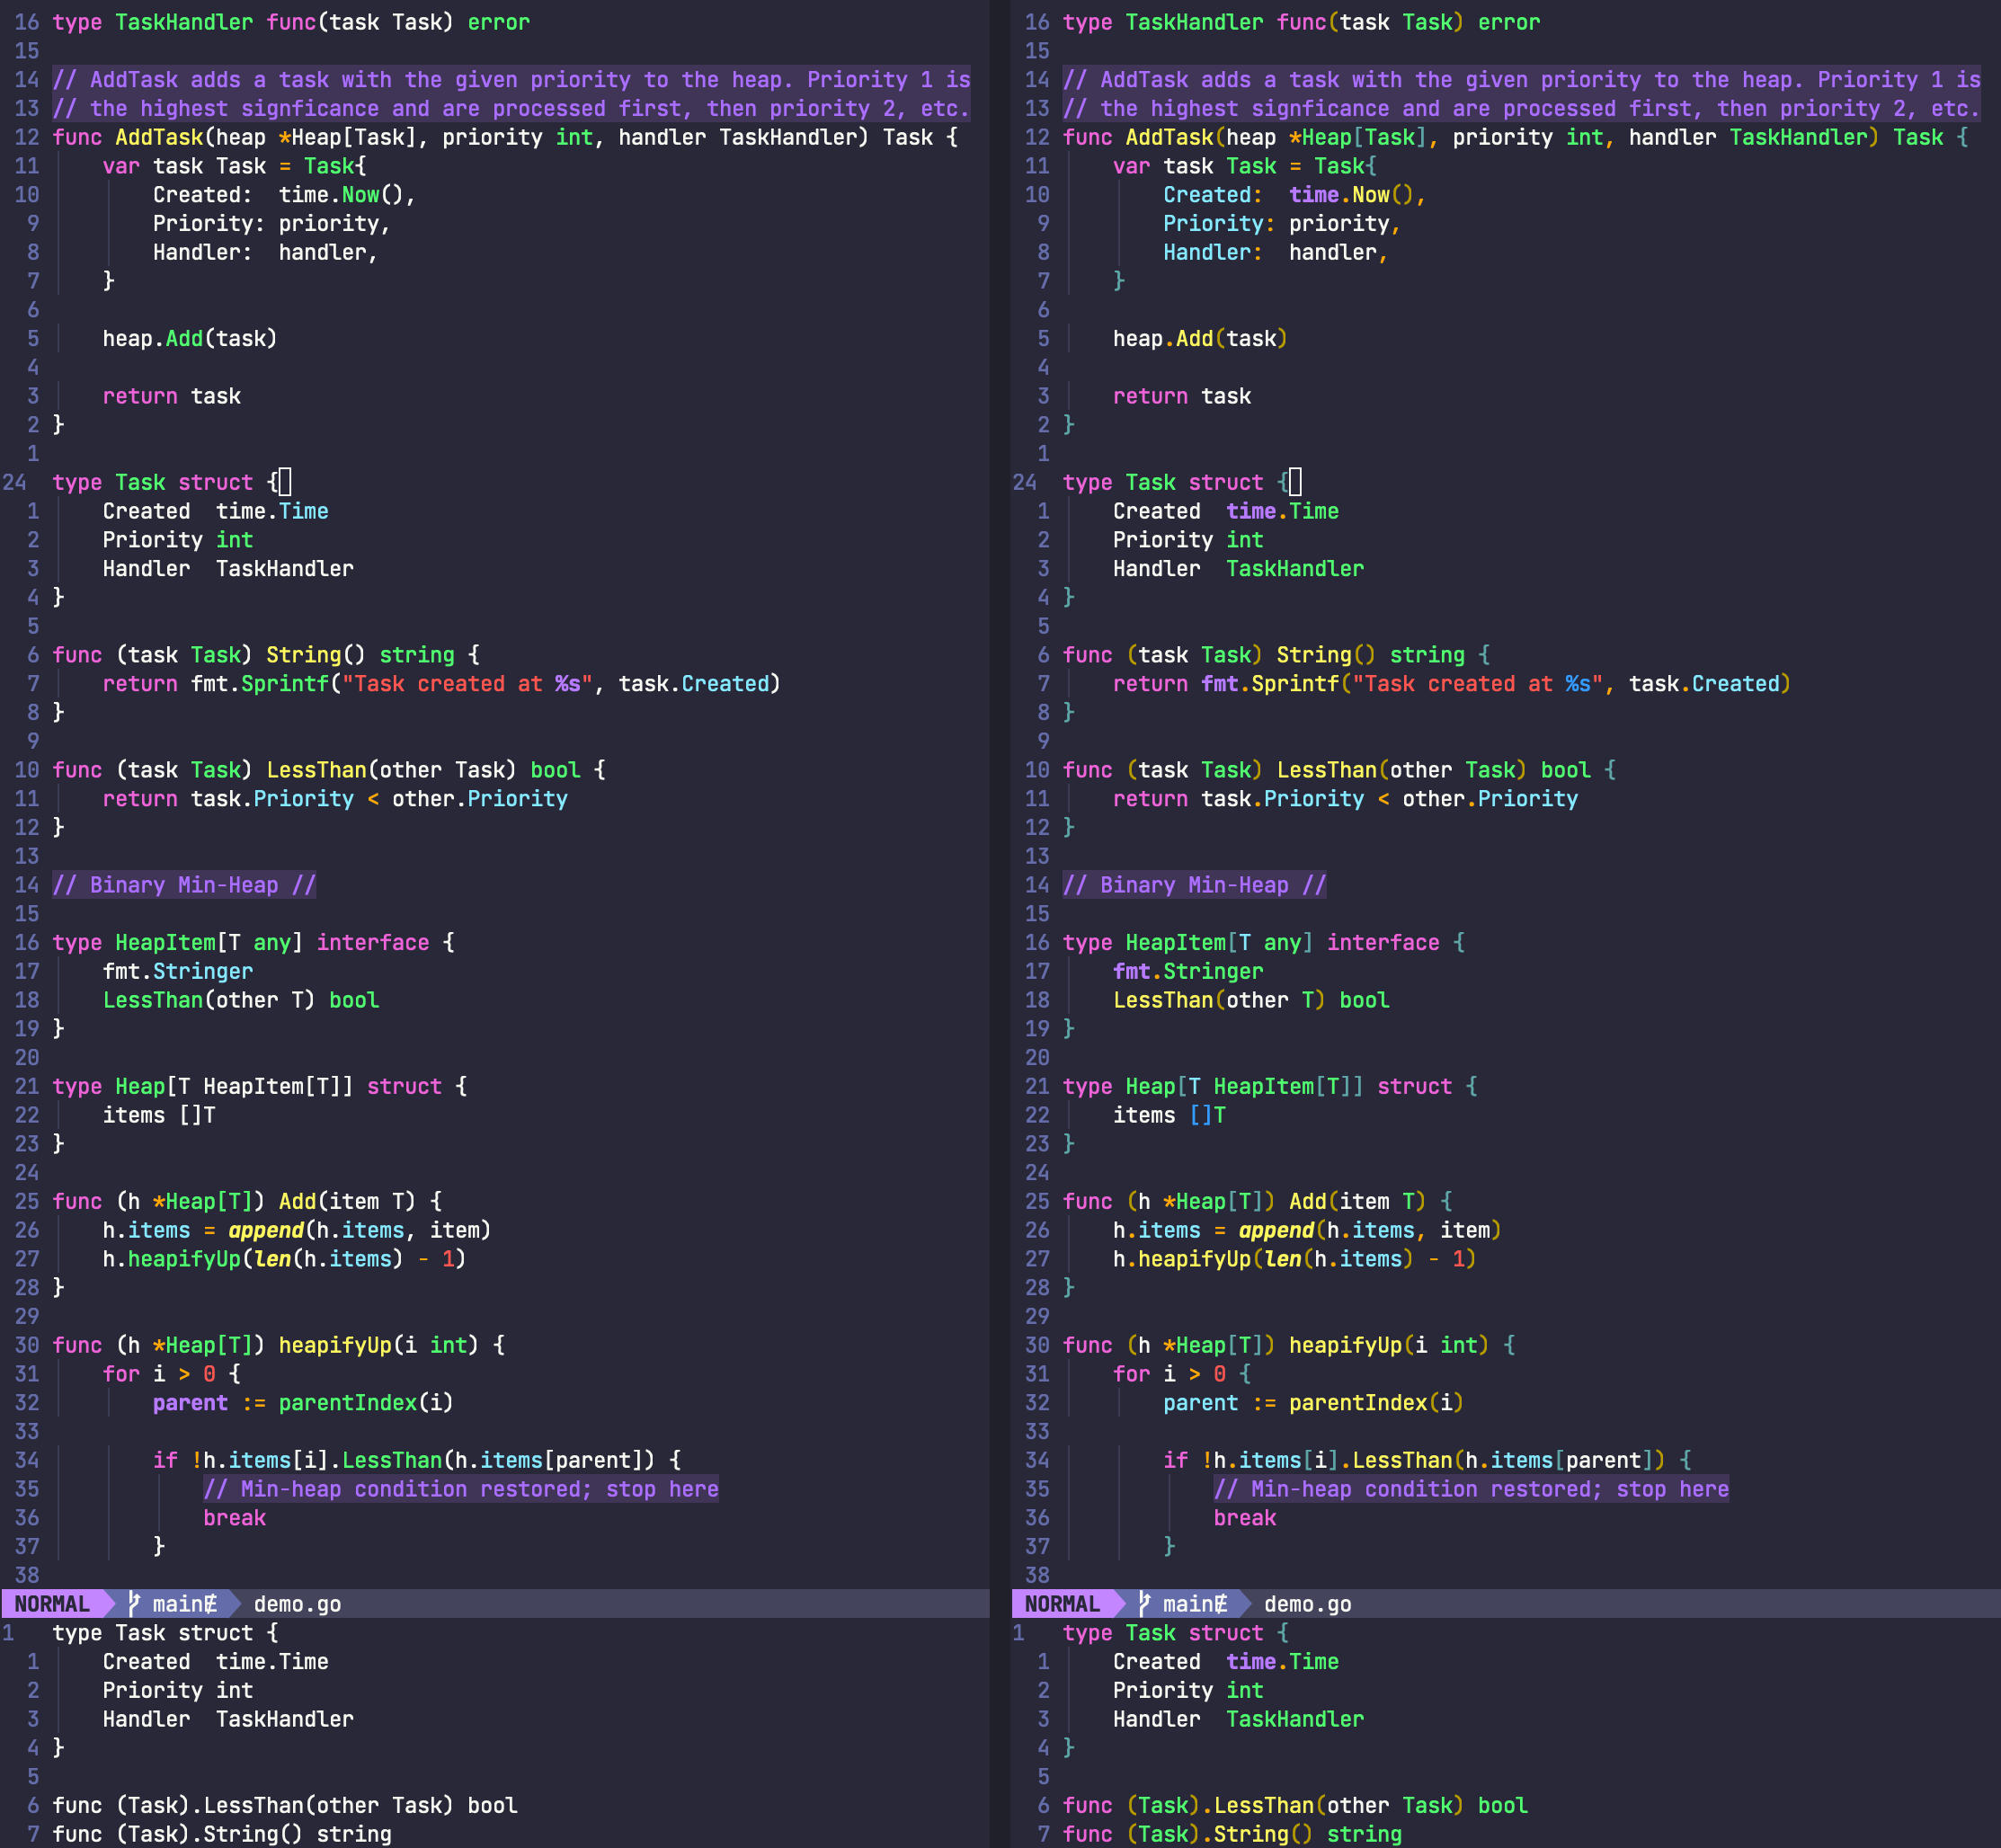 16 type TaskHandler func(task Task) error
15
14 // AddTask adds a task with the given priority to the heap. Priority 1 is
13 // the highest signficance and are processed first, then priority 2, etc.
12 func AddTask(heap *Heap[Task], priority int, handler TaskHandler) Task {
11     var task Task = Task{
10         Created:  time.Now(),
9         Priority: priority,
8         Handler:  handler,
7     }
6
5     heap.Add(task)
4
3     return task
2 }
1
24 type Task struct {
1     Created  time.Time
2     Priority int
3     Handler  TaskHandler
4 }
5
6 func (task Task) String() string {
7     return fmt.Sprintf("Task created at %s", task.Created)
8 }
9
10 func (task Task) LessThan(other Task) bool {
11     return task.Priority < other.Priority
12 }
13
14 // Binary Min-Heap //
15
16 type HeapItem[T any] interface {
17     fmt.Stringer
18     LessThan(other T) bool
19 }
20
21 type Heap[T HeapItem[T]] struct {
22     items []T
23 }
24
25 func (h *Heap[T]) Add(item T) {
26     h.items = append(h.items, item)
27     h.heapifyUp(len(h.items) - 1)
28 }
29
30 func (h *Heap[T]) heapifyUp(i int) {
31     for i > 0 {
32         parent := parentIndex(i)
33
34         if !h.items[i].LessThan(h.items[parent]) {
35             // Min-heap condition restored; stop here
36             break
37         }
38
NORMAL main demo.go
1 type Task struct {
1     Created  time.Time
2     Priority int
3     Handler  TaskHandler
4 }
5
6 func (Task).LessThan(other Task) bool
7 func (Task).String() string
16 type TaskHandler func(task Task) error
15
14 // AddTask adds a task with the given priority to the heap. Priority 1 is
13 // the highest signficance and are processed first, then priority 2, etc.
12 func AddTask(heap *Heap[Task], priority int, handler TaskHandler) Task {
11     var task Task = Task{
10         Created:  time.Now(),
9         Priority: priority,
8         Handler:  handler,
7     }
6
5     heap.Add(task)
4
3     return task
2 }
1
24 type Task struct {
1     Created  time.Time
2     Priority int
3     Handler  TaskHandler
4 }
5
6 func (task Task) String() string {
7     return fmt.Sprintf("Task created at %s", task.Created)
8 }
9
10 func (task Task) LessThan(other Task) bool {
11     return task.Priority < other.Priority
12 }
13
14 // Binary Min-Heap //
15
16 type HeapItem[T any] interface {
17     fmt.Stringer
18     LessThan(other T) bool
19 }
20
21 type Heap[T HeapItem[T]] struct {
22     items []T
23 }
24
25 func (h *Heap[T]) Add(item T) {
26     h.items = append(h.items, item)
27     h.heapifyUp(len(h.items) - 1)
28 }
29
30 func (h *Heap[T]) heapifyUp(i int) {
31     for i > 0 {
32         parent := parentIndex(i)
33
34         if !h.items[i].LessThan(h.items[parent]) {
35             // Min-heap condition restored; stop here
36             break
37         }
38
NORMAL main demo.go
1 type Task struct {
1     Created  time.Time
2     Priority int
3     Handler  TaskHandler
4 }
5
6 func (Task).LessThan(other Task) bool
7 func (Task).String() string